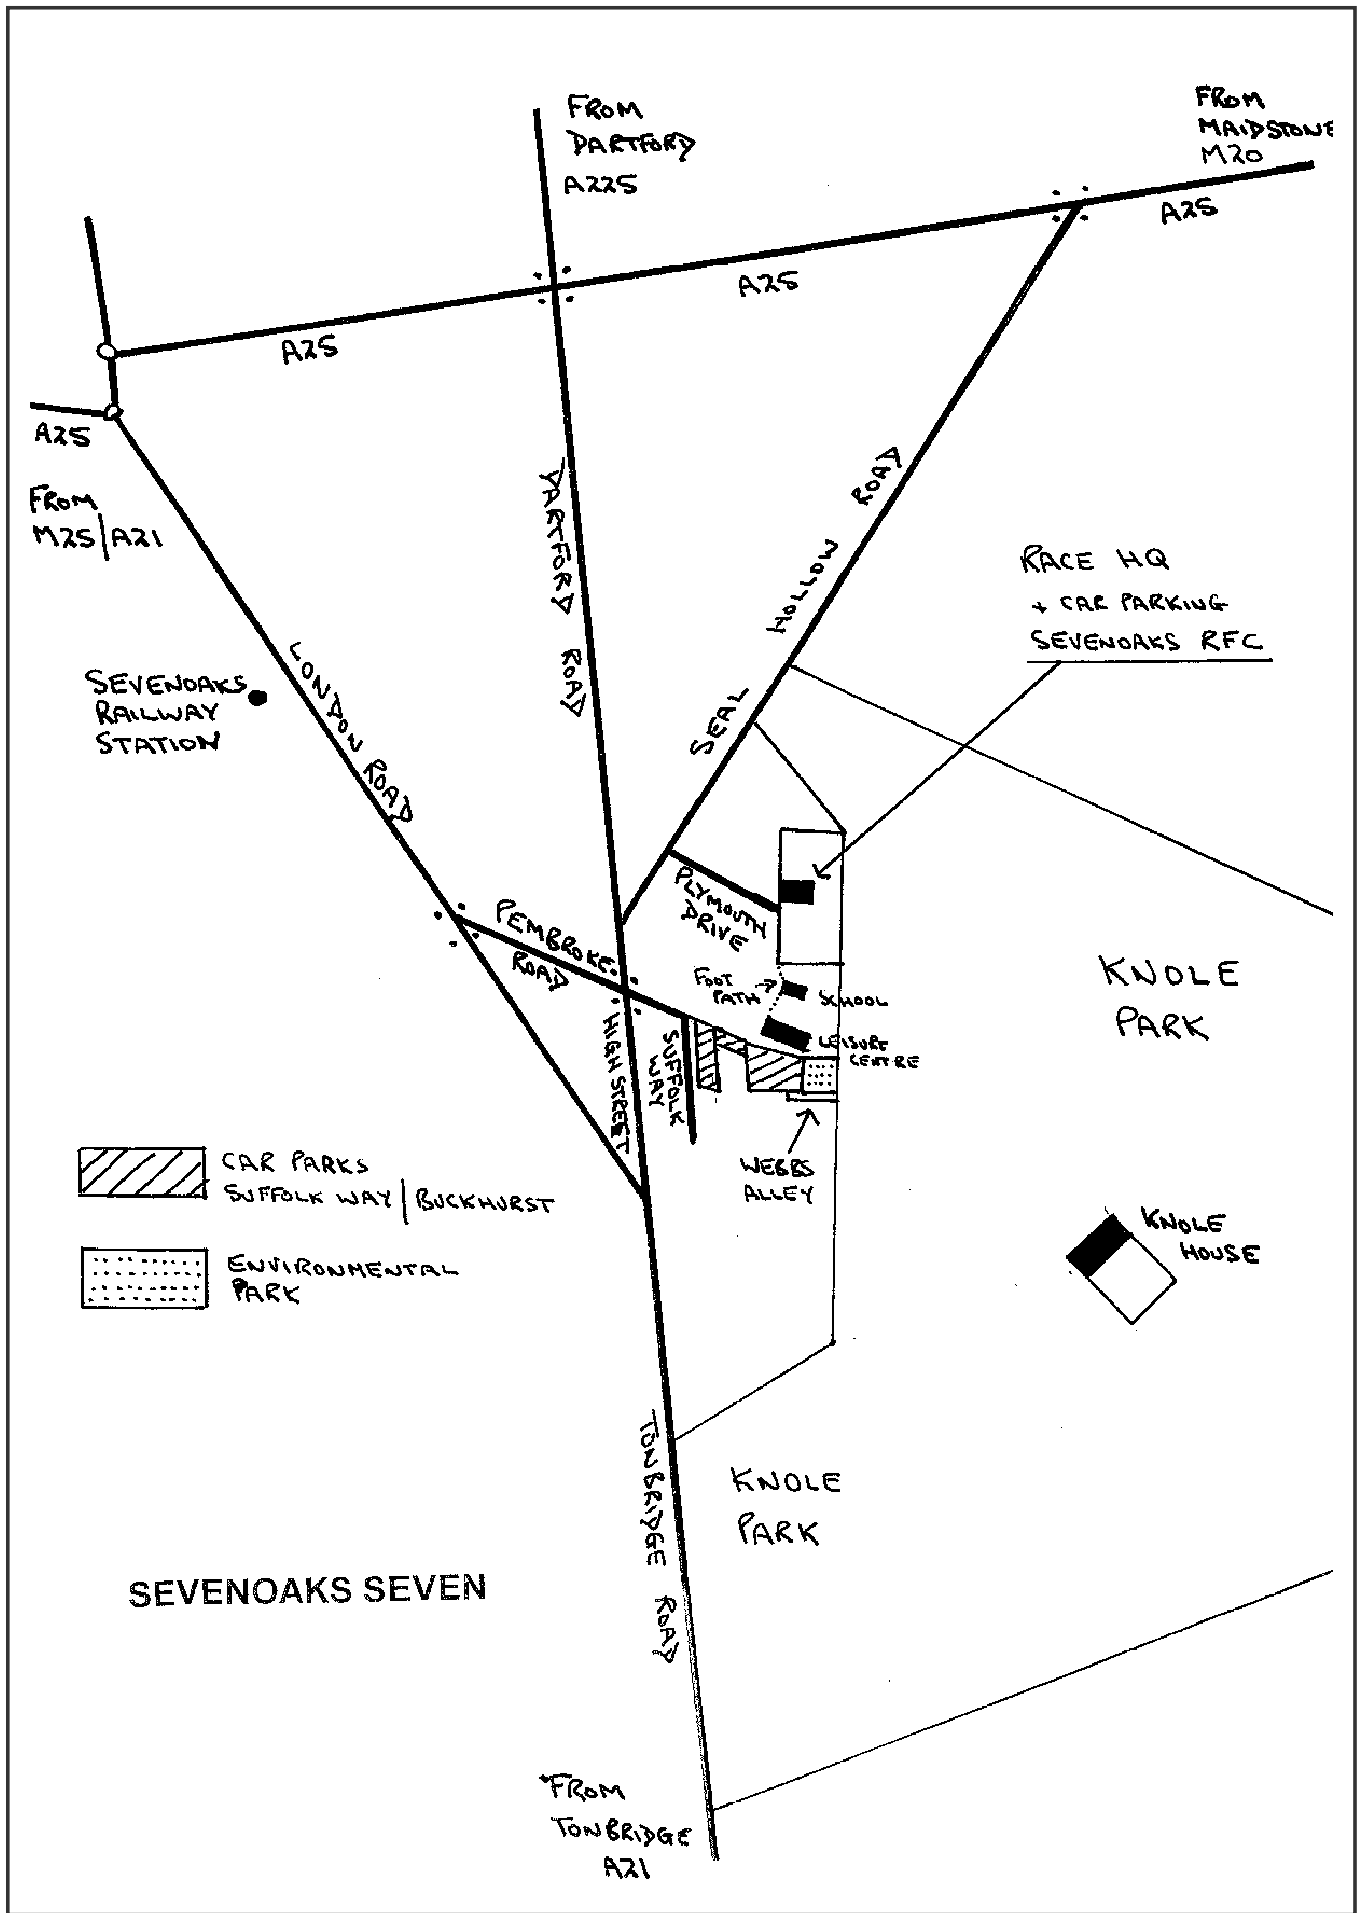 FROM
DARTFORD
A225
FROM
MAIDSTONE
M20
A25
A25
A25
A25
FROM
M25/A21
DARTFORD ROAD
SEAL HOLLOW ROAD
RACE HQ
+ CAR PARKING
SEVENOAKS RFC
LONDON ROAD
SEVENOAKS
RAILWAY
STATION
PLYMOUTH
DRIVE
PEMBROKE
ROAD
FOOT
PATH
SCHOOL
LEISURE
CENTRE
HIGH STREET
SUFFOLK
WAY
KNOLE
PARK
WEBBS
ALLEY
CAR PARKS
SUFFOLK WAY/BUCKHURST
ENVIRONMENTAL
PARK
KNOLE
HOUSE
TONBRIDGE ROAD
KNOLE
PARK
SEVENOAKS SEVEN
FROM
TONBRIDGE
A21